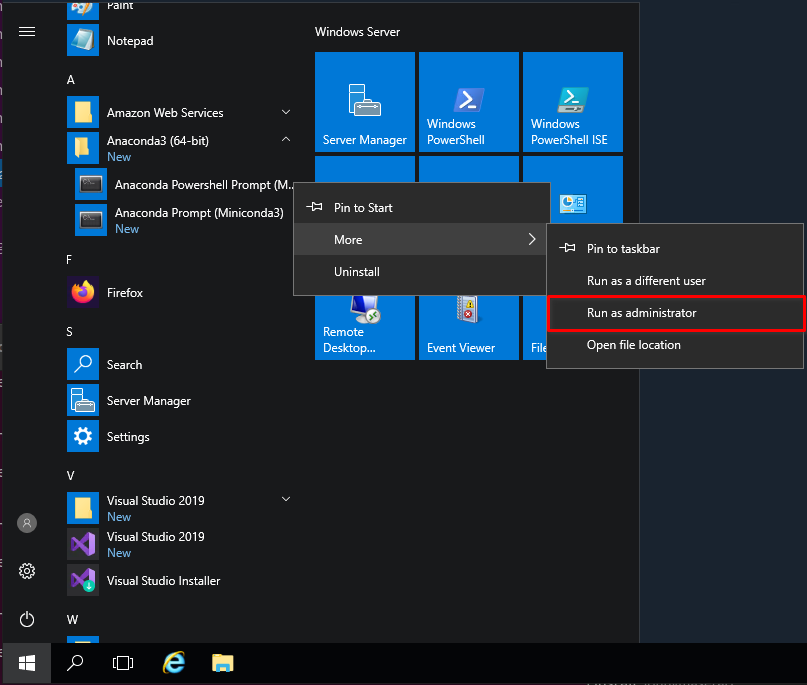 Paint
Notepad
A
Amazon Web Services
Anaconda3 (64-bit)
New
Anaconda Powershell Prompt (M...
Anaconda Prompt (Miniconda3)
New
F
Firefox
S
Search
Server Manager
Settings
V
Visual Studio 2019
New
Visual Studio 2019
New
Visual Studio Installer
W
Windows Server
Server Manager
Windows
PowerShell
Windows
PowerShell ISE
Remote
Desktop...
Event Viewer
File
Pin to Start
More
Uninstall
Pin to taskbar
Run as a different user
Run as administrator
Open file location